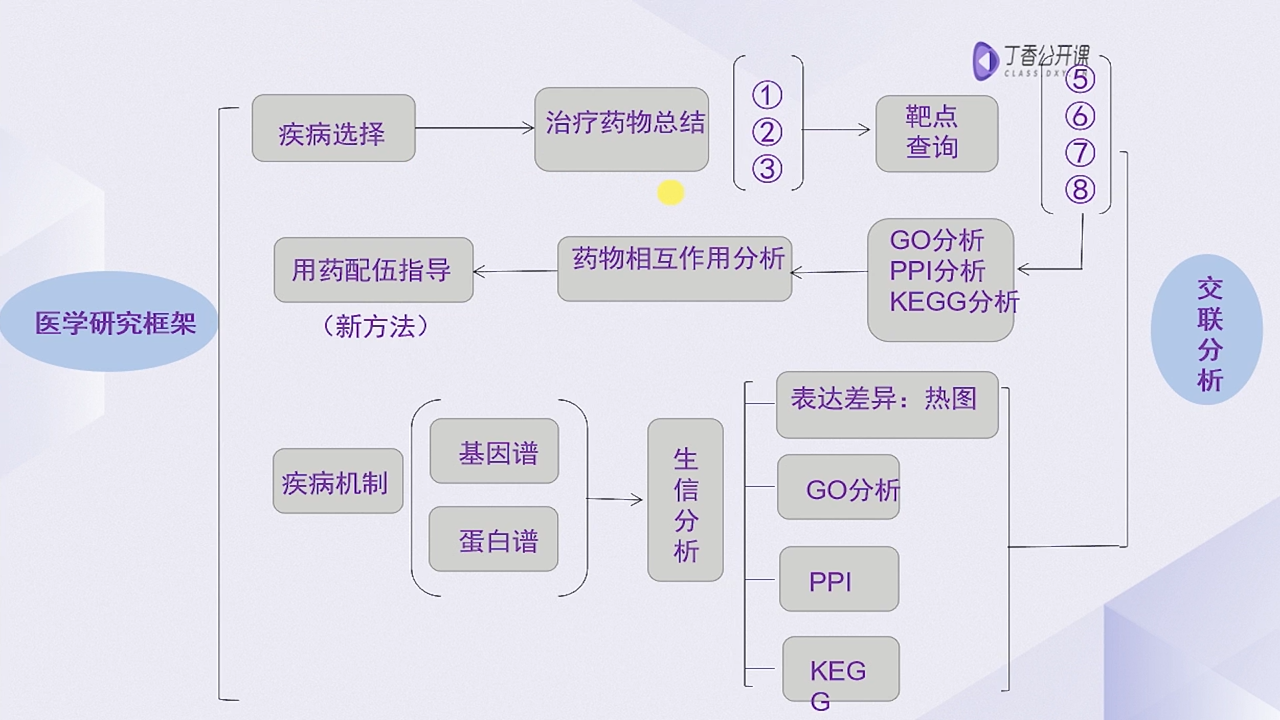 丁香公开课
疾病选择
治疗药物总结
①
②
③
靶点
查询
⑤
⑥
⑦
⑧
GO分析
PPI分析
KEGG分析
药物相互作用分析
用药配伍指导
（新方法）
医学研究框架
交
联
分
析
疾病机制
基因谱
蛋白谱
生
信
分
析
表达差异：热图
GO分析
PPI
KEG
G